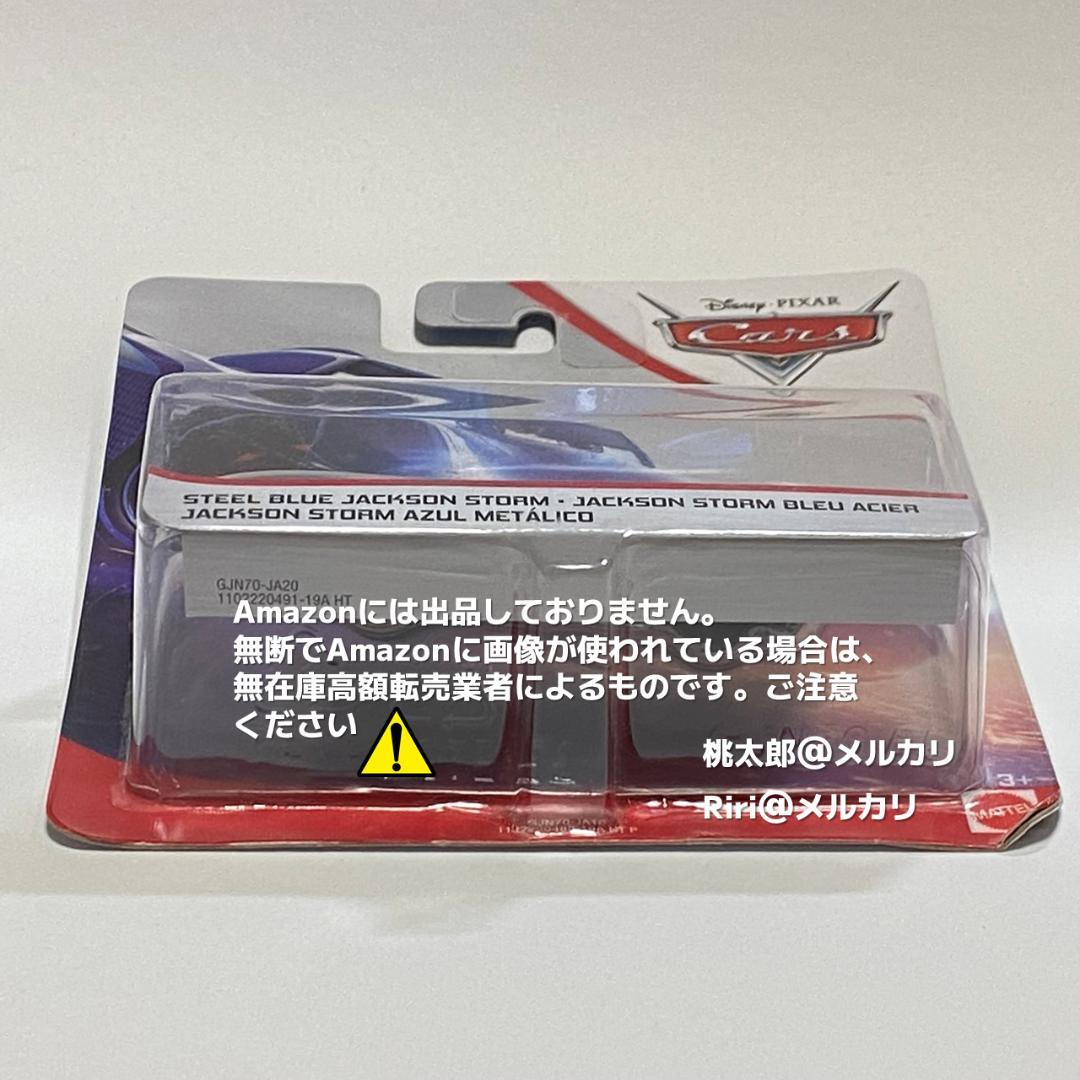 Disney · PIXAR
Cars
STEEL BLUE JACKSON STORM · JACKSON STORM BLEU ACIER
JACKSON STORM AZUL METÁLICO
GJN70-JA20
1102220491-19A HT
Amazonには出品しておりません。
無断でAmazonに画像が使われている場合は、
無在庫高額転売業者によるものです。ご注意
ください
桃太郎@メルカリ
Riri@メルカリ
MATTEL